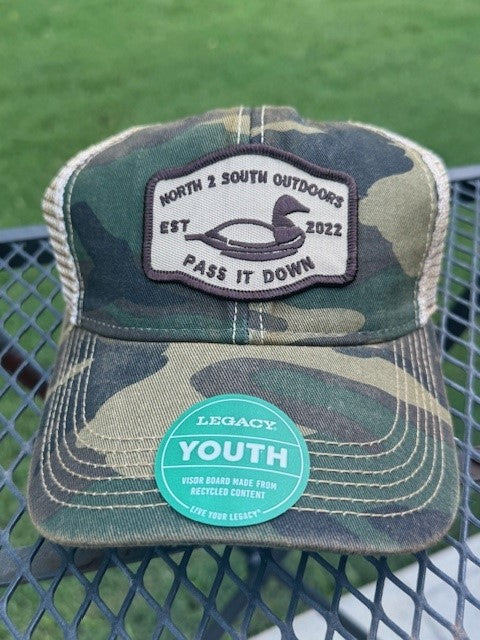 NORTH 2 SOUTH OUTDOORS
EST 2022
PASS IT DOWN
LEGACY.
YOUTH
VISOR BOARD MADE FROM
RECYCLED CONTENT
LIVE YOUR LEGACY®